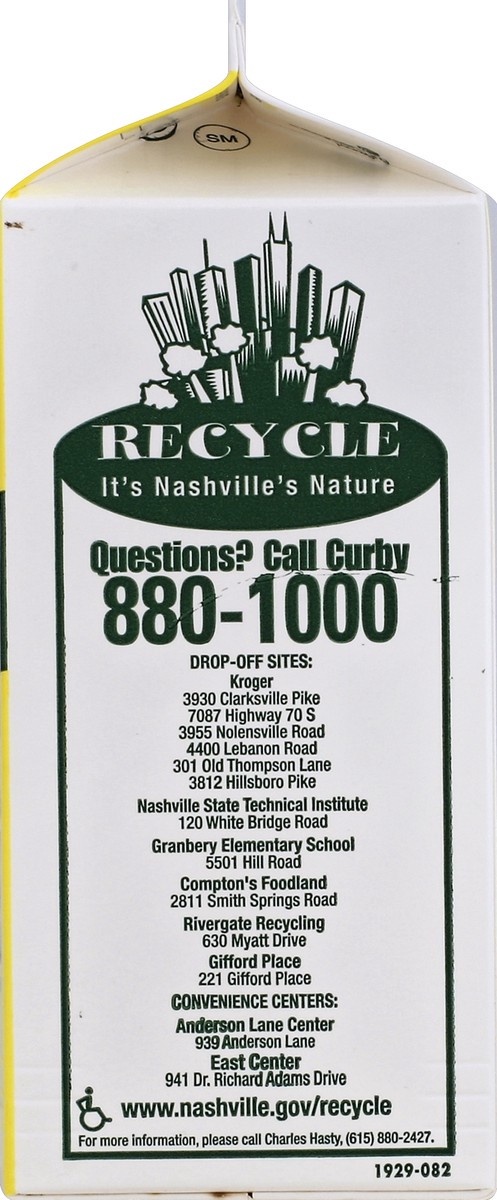 SM
RECYCLE
It's Nashville's Nature
Questions? Call Curby
880-1000
DROP-OFF SITES:
Kroger
3930 Clarksville Pike
7087 Highway 70 S
3955 Nolensville Road
4400 Lebanon Road
301 Old Thompson Lane
3812 Hillsboro Pike
Nashville State Technical Institute
120 White Bridge Road
Granbery Elementary School
5501 Hill Road
Compton's Foodland
2811 Smith Springs Road
Rivergate Recycling
630 Myatt Drive
Gifford Place
221 Gifford Place
CONVENIENCE CENTERS:
Anderson Lane Center
939 Anderson Lane
East Center
941 Dr. Richard Adams Drive
www.nashville.gov/recycle
For more information, please call Charles Hasty, (615) 880-2427.
1929-082